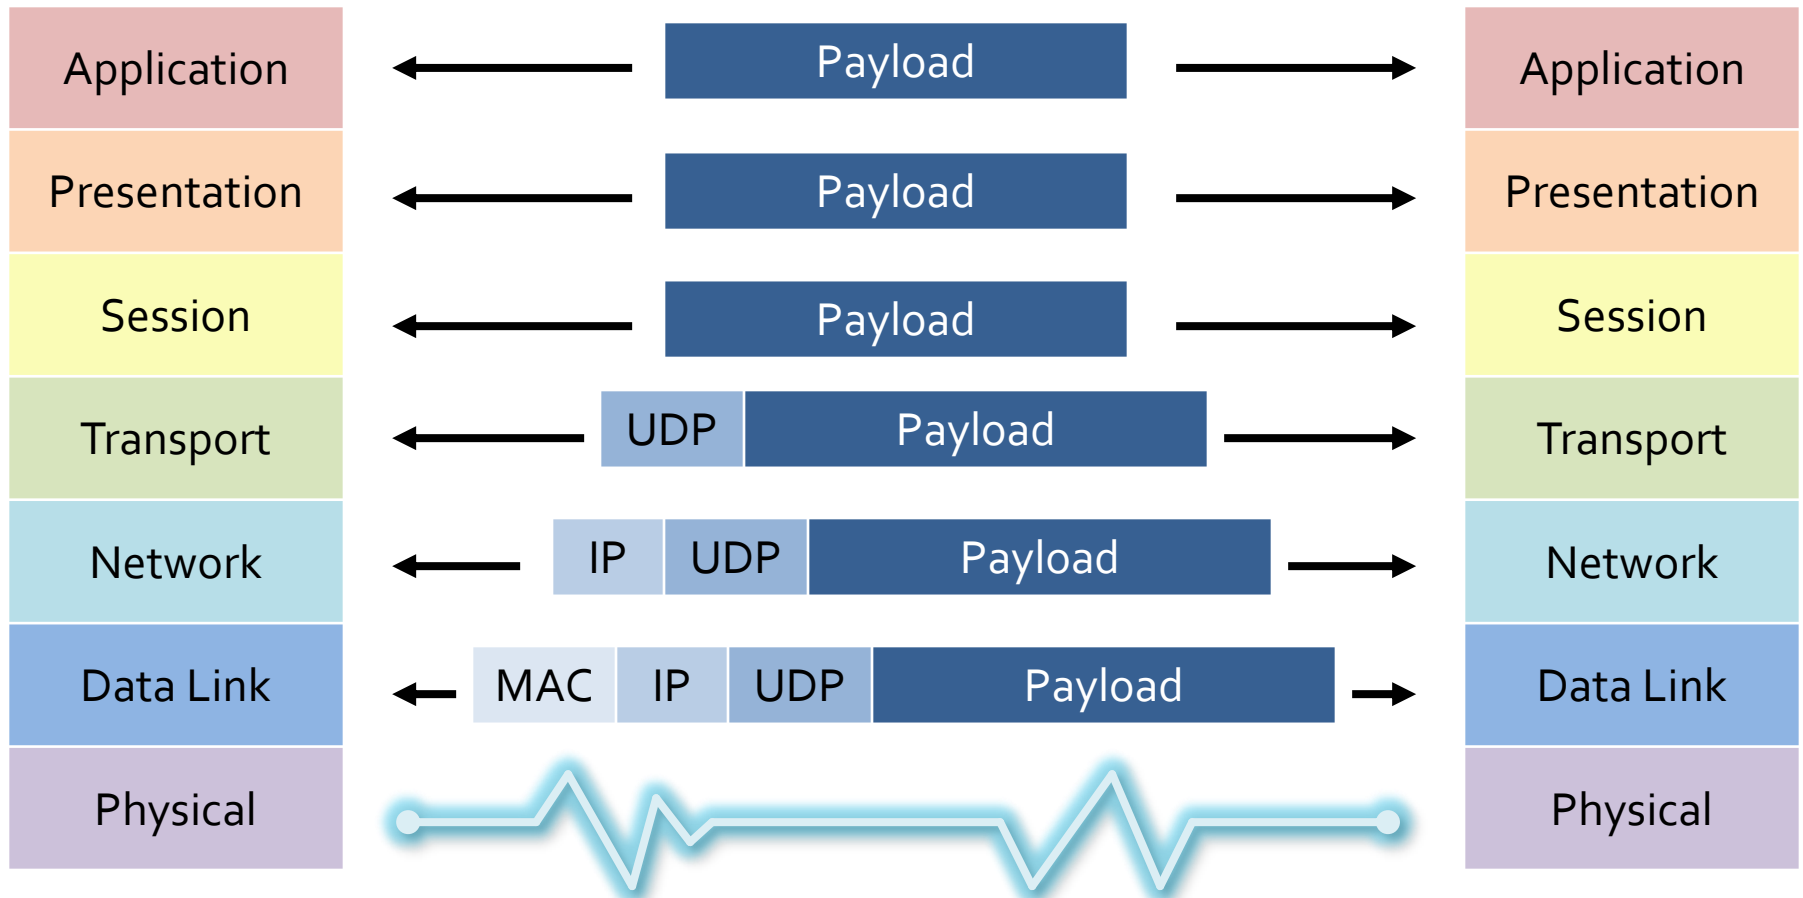 Application Payload Application
Presentation Payload Presentation
Session Payload Session
Transport UDP Payload Transport
Network IP UDP Payload Network
Data Link MAC IP UDP Payload Data Link
Physical Physical